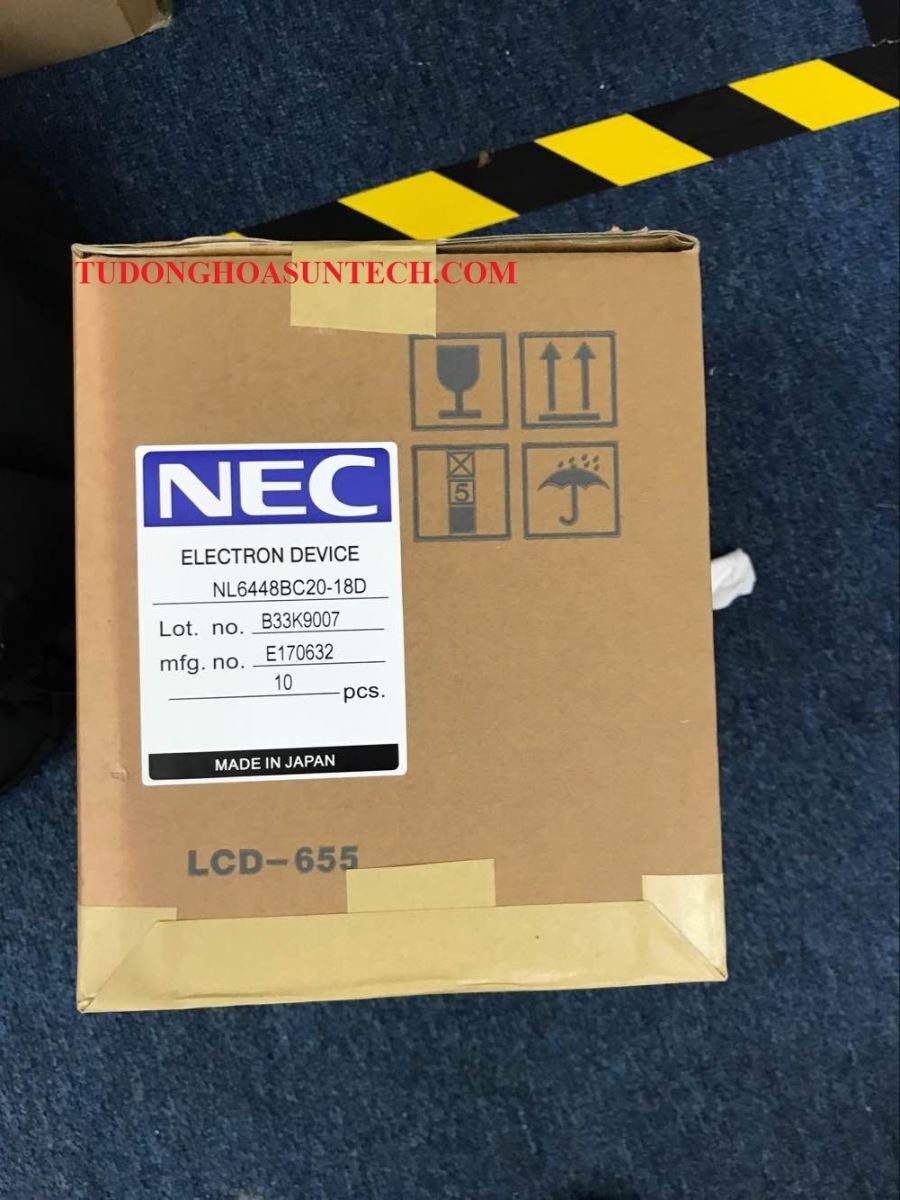 TUDONGHOASUNTECH.COM
5
NEC
ELECTRON DEVICE
NL6448BC20-18D
Lot. no. B33K9007
mfg. no. E170632
10 pcs.
MADE IN JAPAN
LCD-655